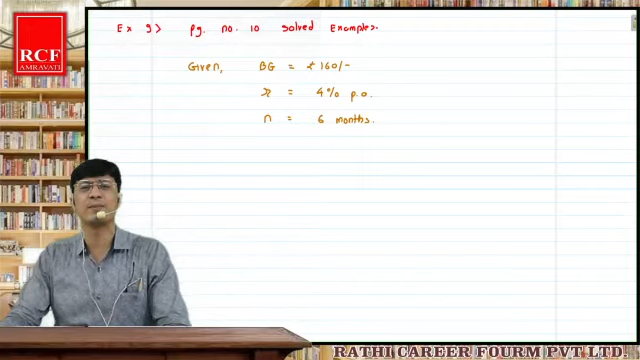 RCF
AMRAVATI
Ex 9> pg. no. 10 solved Examples.
Given, BG = ₹ 160/-
r = 4% p.a.
n = 6 months.
RATHI CAREER FOURM PVT LTD.